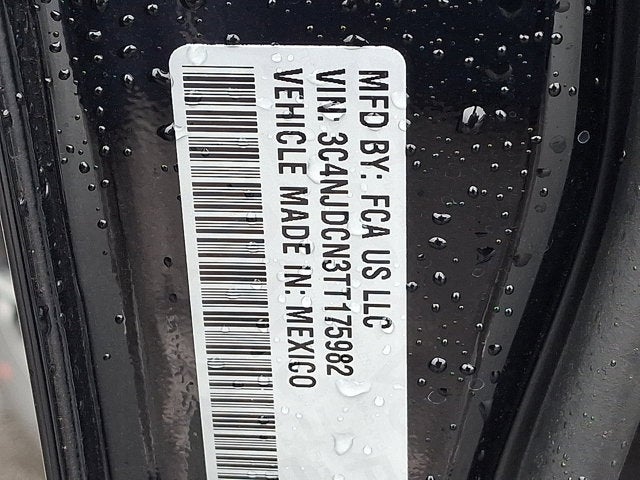 MFD BY: FCA US LLC
VIN: 3C4NJDCN3TT175982
VEHICLE MADE IN: MEXICO